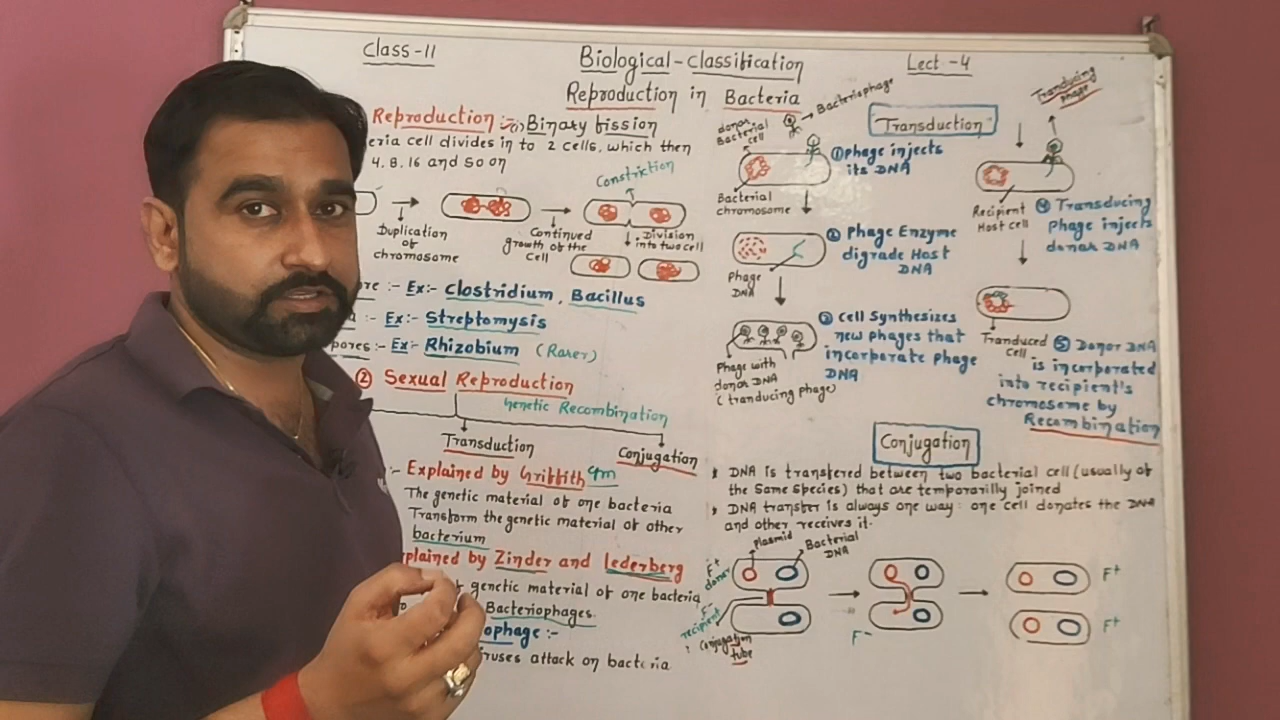 Class -11
Biological - classification
Lect -4
Reproduction in Bacteria
Reproduction :- Binary fission
eria cell divides in to 2 cells, which then
4. 8. 16 and so on
Constriction
Duplication
of
chromosome
Continued
growth of the
Cell
Division
into two cell
:- Ex:- Clostridium, Bacillus
:- Ex:- Streptomysis
pores:- Ex:- Rhizobium (Rarer)
② Sexual Reproduction
Genetic Recombination
Transduction
Conjugation
:- Explained by Griffith
The genetic material of one bacteria
Transform the genetic material of other
bacterium
xplained by Zinder and lederberg
genetic material of one bacteria
Bacteriophages.
ophage :-
iruses attack on bacteria
Bacteriophage
donor
Bacterial
cell
Transduction
① Phage injects
its DNA
Bacterial
chromosome
② Phage Enzyme
digrade Host
DNA
Phage
DNA
③ Cell Synthesizes
new phages that
incorporate phage
DNA
Phage with
donor DNA
(tranducing phage)
Transducing
phage
Recipient
Host cell
④ Transducing
Phage injects
donor DNA
Tranduced
cell
⑤ Donor DNA
is incorporated
into recipient's
chromosome by
Recombination
Conjugation
DNA is transfered between two bacterial cell (usually of
the Same species) that are temporarilly joined
DNA transfer is always one way: one cell donates the DNA
and other receives it.
plasmid
Bacterial
DNA
F+
donor
F-
recipient
Conjugation
tube
F-
F+
F+